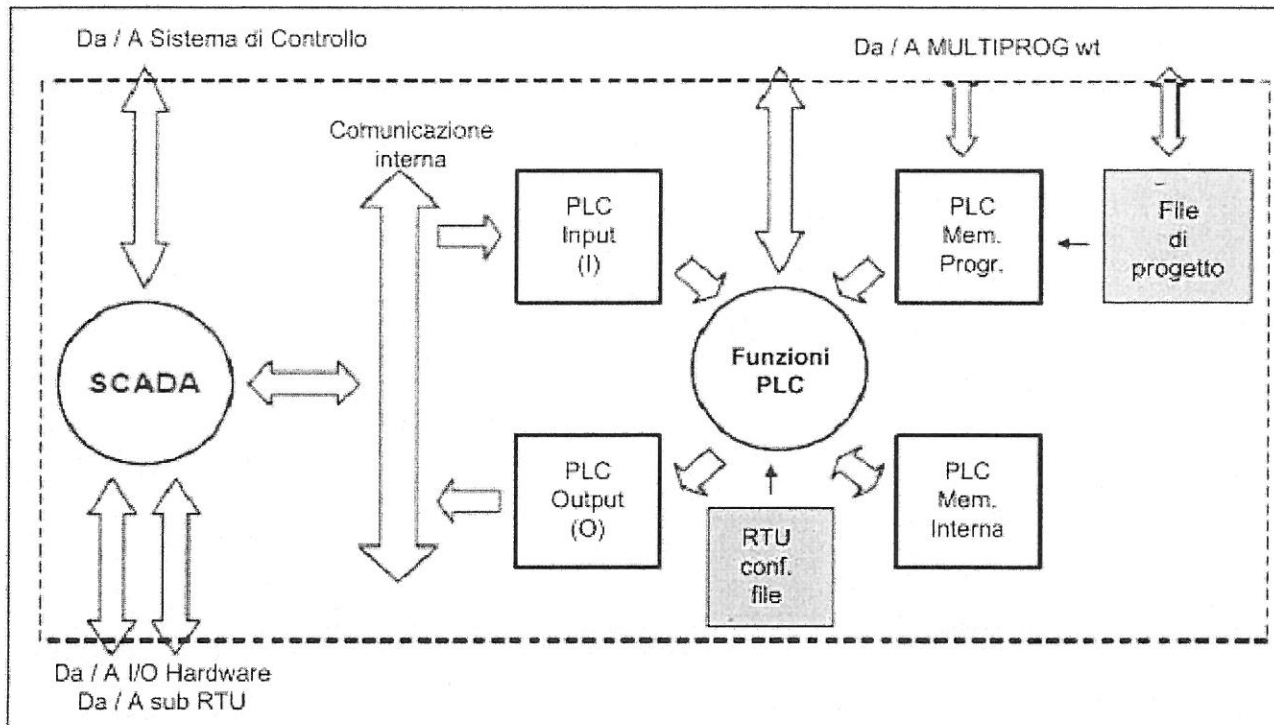 Da / A Sistema di Controllo
Da / A MULTIPROG wt
Comunicazione
interna
PLC
Input
(I)
PLC
Mem.
Progr.
File
di
progetto
SCADA
Funzioni
PLC
PLC
Output
(O)
RTU
conf.
file
PLC
Mem.
Interna
Da / A I/O Hardware
Da / A sub RTU